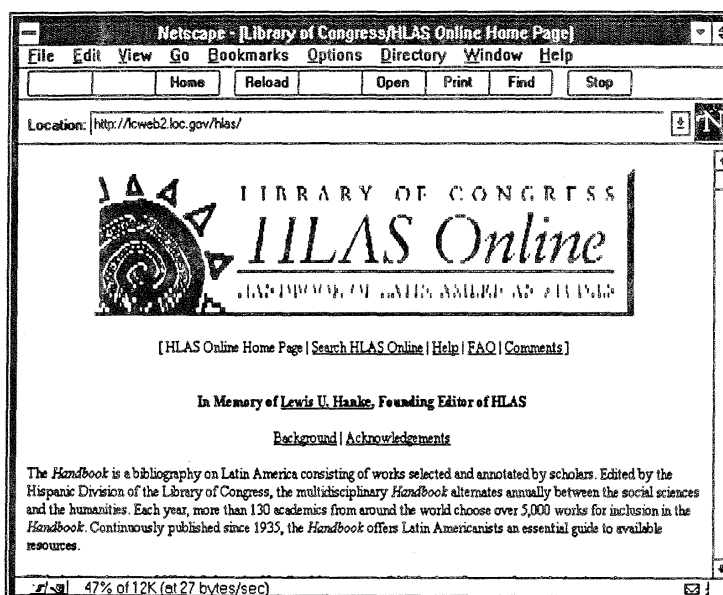 Netscape - [Library of Congress/HLAS Online Home Page]
File Edit View Go Bookmarks Options Directory Window Help
Home Reload Open Print Find Stop
Location: http://lcweb2.loc.gov/hlas/
N
LIBRARY OF CONGRESS
HLAS Online
HANDBOOK OF LATIN AMERICAN STUDIES
[ HLAS Online Home Page | Search HLAS Online | Help | FAQ | Comments ]
In Memory of Lewis U. Hanke, Founding Editor of HLAS
Background | Acknowledgements
The Handbook is a bibliography on Latin America consisting of works selected and annotated by scholars. Edited by the
Hispanic Division of the Library of Congress, the multidisciplinary Handbook alternates annually between the social sciences
and the humanities. Each year, more than 130 academics from around the world choose over 5,000 works for inclusion in the
Handbook. Continuously published since 1935, the Handbook offers Latin Americanists an essential guide to available
resources.
47% of 12K (at 27 bytes/sec)